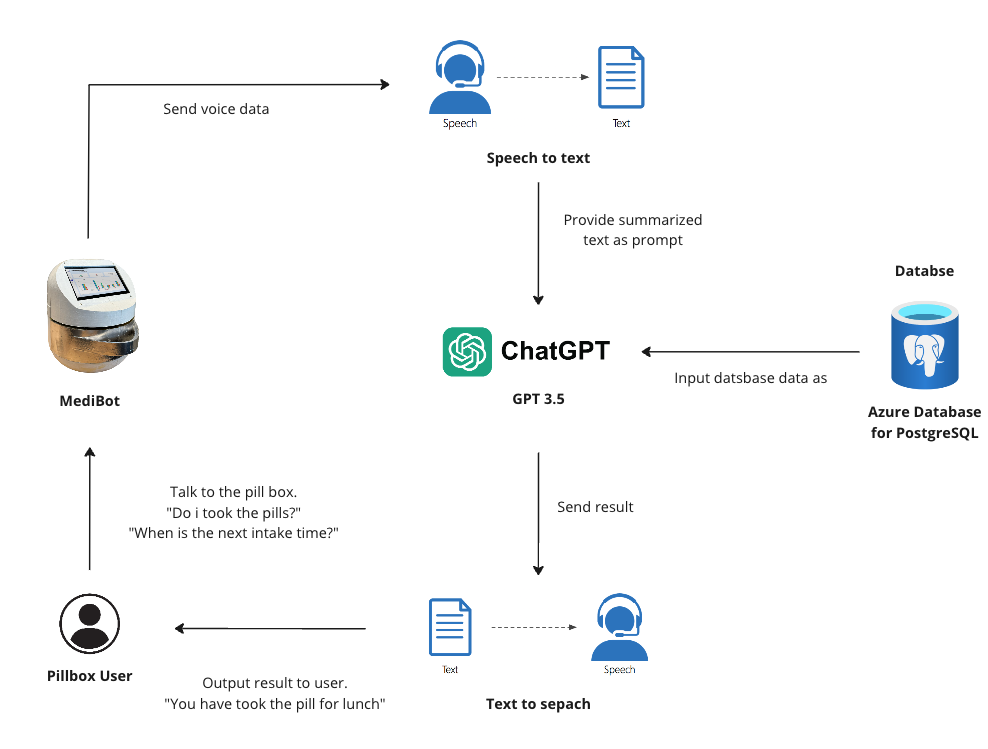 Speech
Text
Send voice data
Speech to text
Provide summarized
text as prompt
Databse
ChatGPT
Input datsbase data as
MediBot
GPT 3.5
Azure Database
for PostgreSQL
Talk to the pill box.
"Do i took the pills?"
"When is the next intake time?"
Send result
Text
Speech
Pillbox User
Output result to user.
"You have took the pill for lunch"
Text to sepach